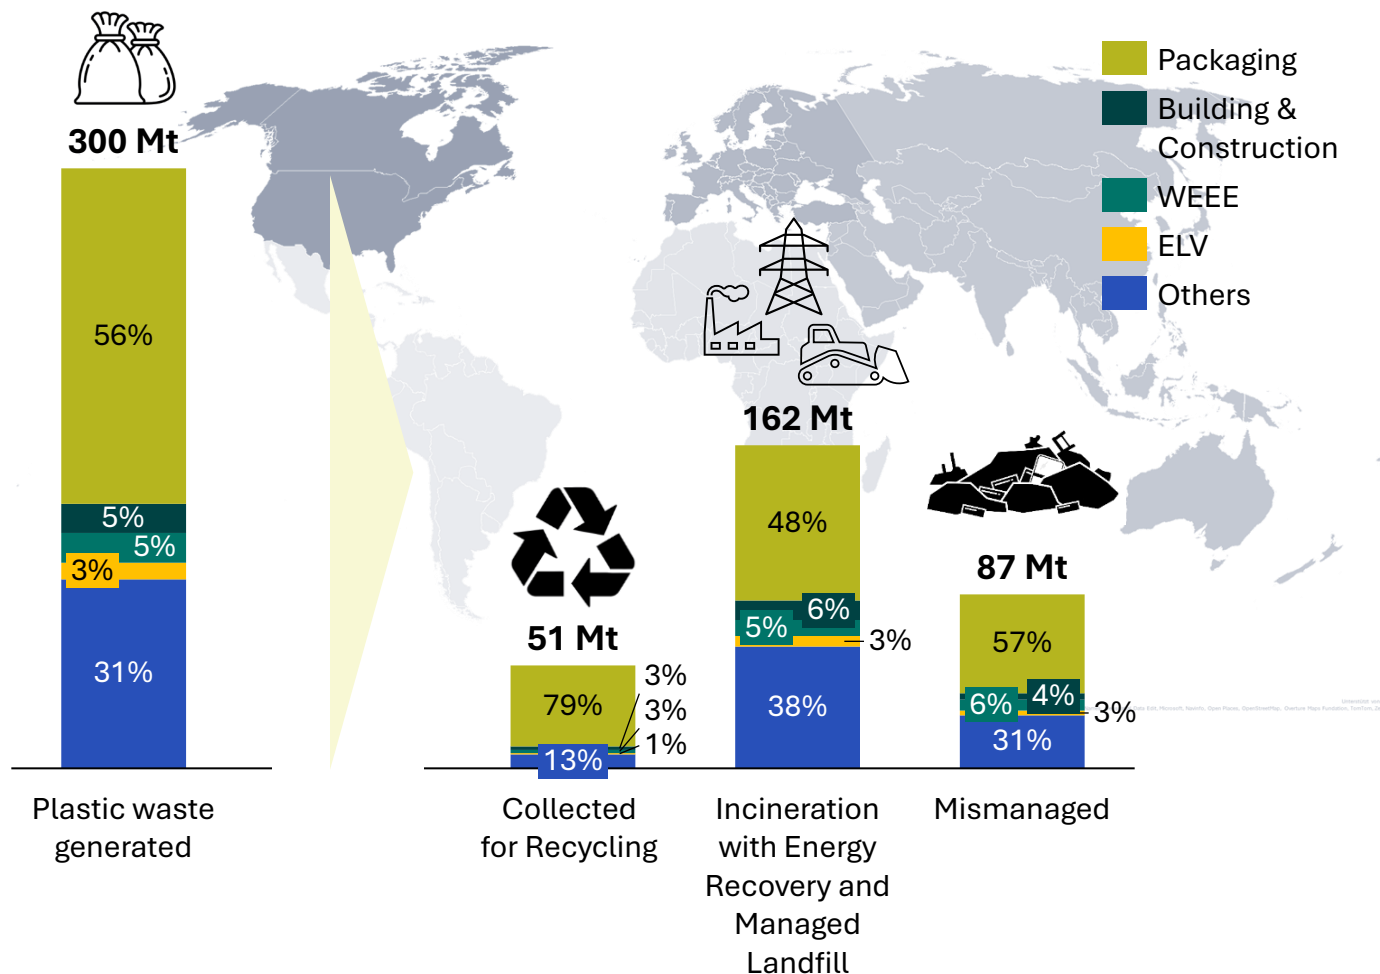 Packaging
Building &
Construction
WEEE
ELV
Others
300 Mt
56%
5%
5%
3%
31%
51 Mt
79%
3%
3%
1%
13%
162 Mt
48%
6%
5%
3%
38%
87 Mt
57%
4%
6%
3%
31%
Plastic waste
generated
Collected
for Recycling
Incineration
with Energy
Recovery and
Managed
Landfill
Mismanaged